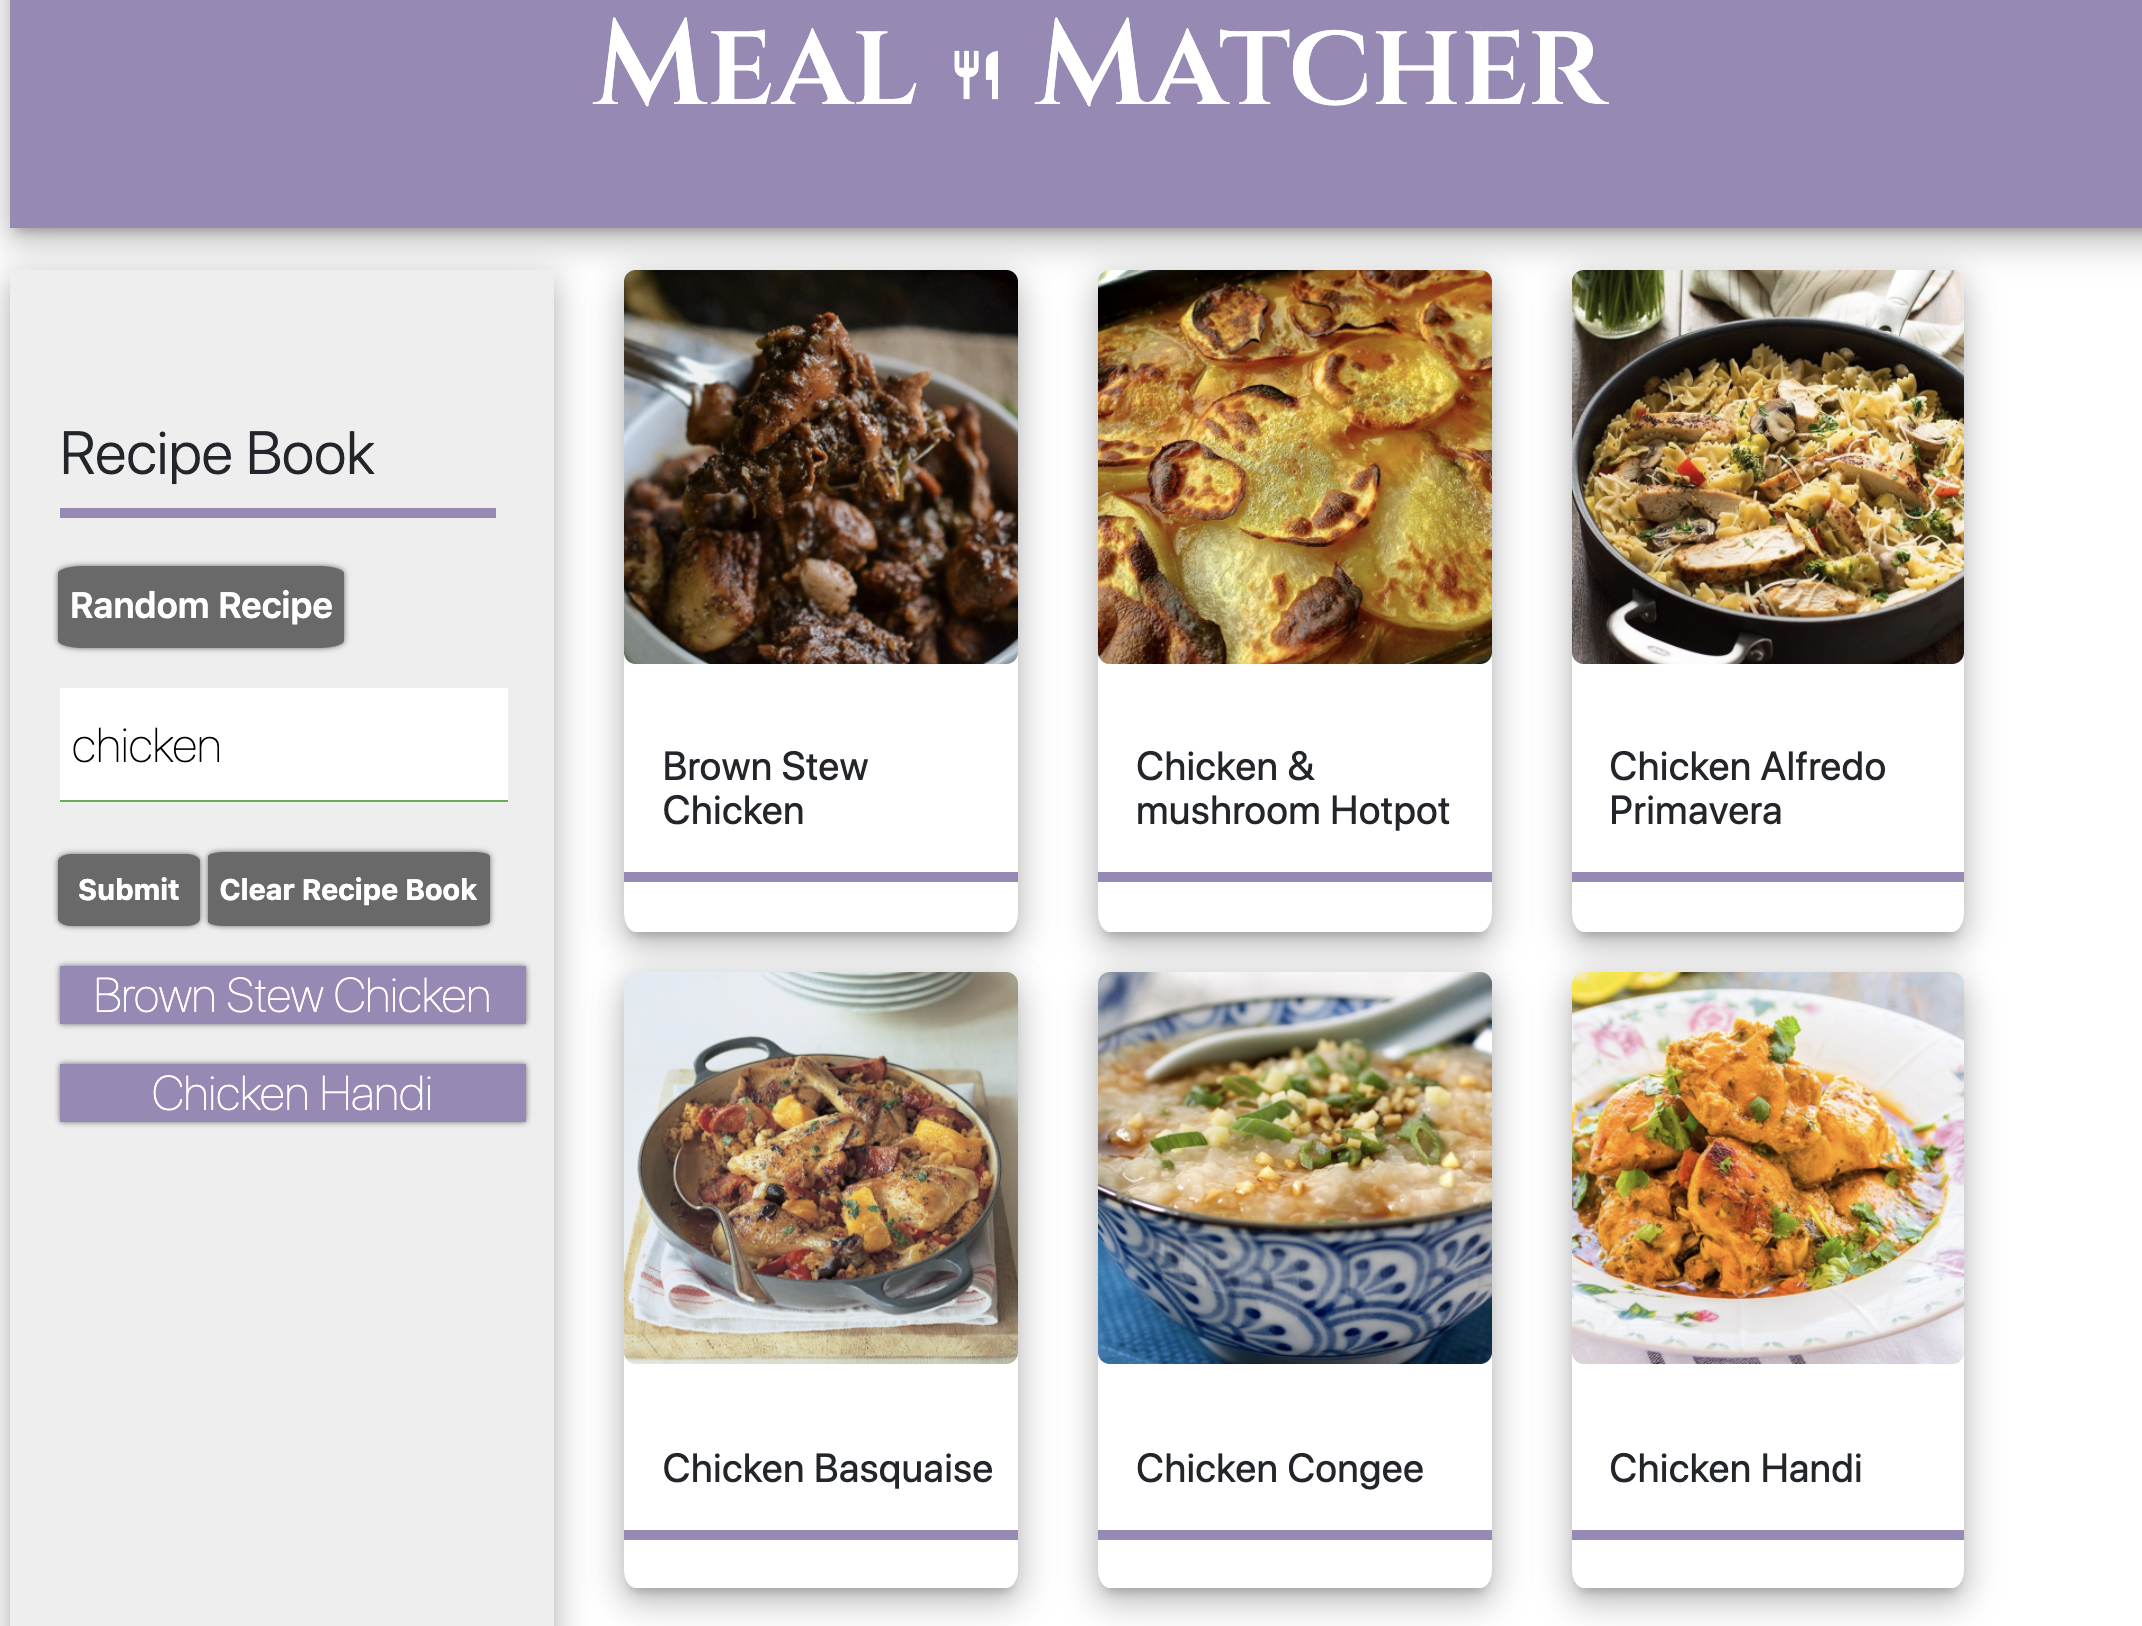 Meal Matcher
Recipe Book
Random Recipe
chicken
Submit
Clear Recipe Book
Brown Stew Chicken
Chicken Handi
Brown Stew
Chicken
Chicken &
mushroom Hotpot
Chicken Alfredo
Primavera
Chicken Basquaise
Chicken Congee
Chicken Handi